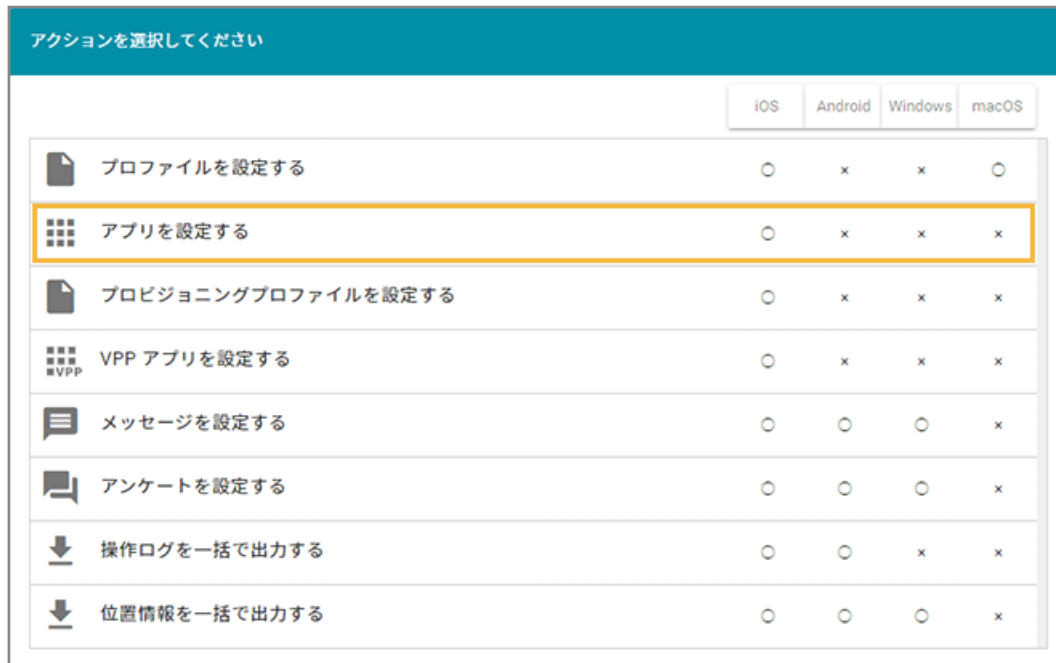 アクションを選択してください
iOS Android Windows macOS
プロファイルを設定する ○ × × ○
アプリを設定する ○ × × ×
プロビジョニングプロファイルを設定する ○ × × ×
VPP VPP アプリを設定する ○ × × ×
メッセージを設定する ○ ○ ○ ×
アンケートを設定する ○ ○ ○ ×
操作ログを一括で出力する ○ ○ × ×
位置情報を一括で出力する ○ ○ ○ ×